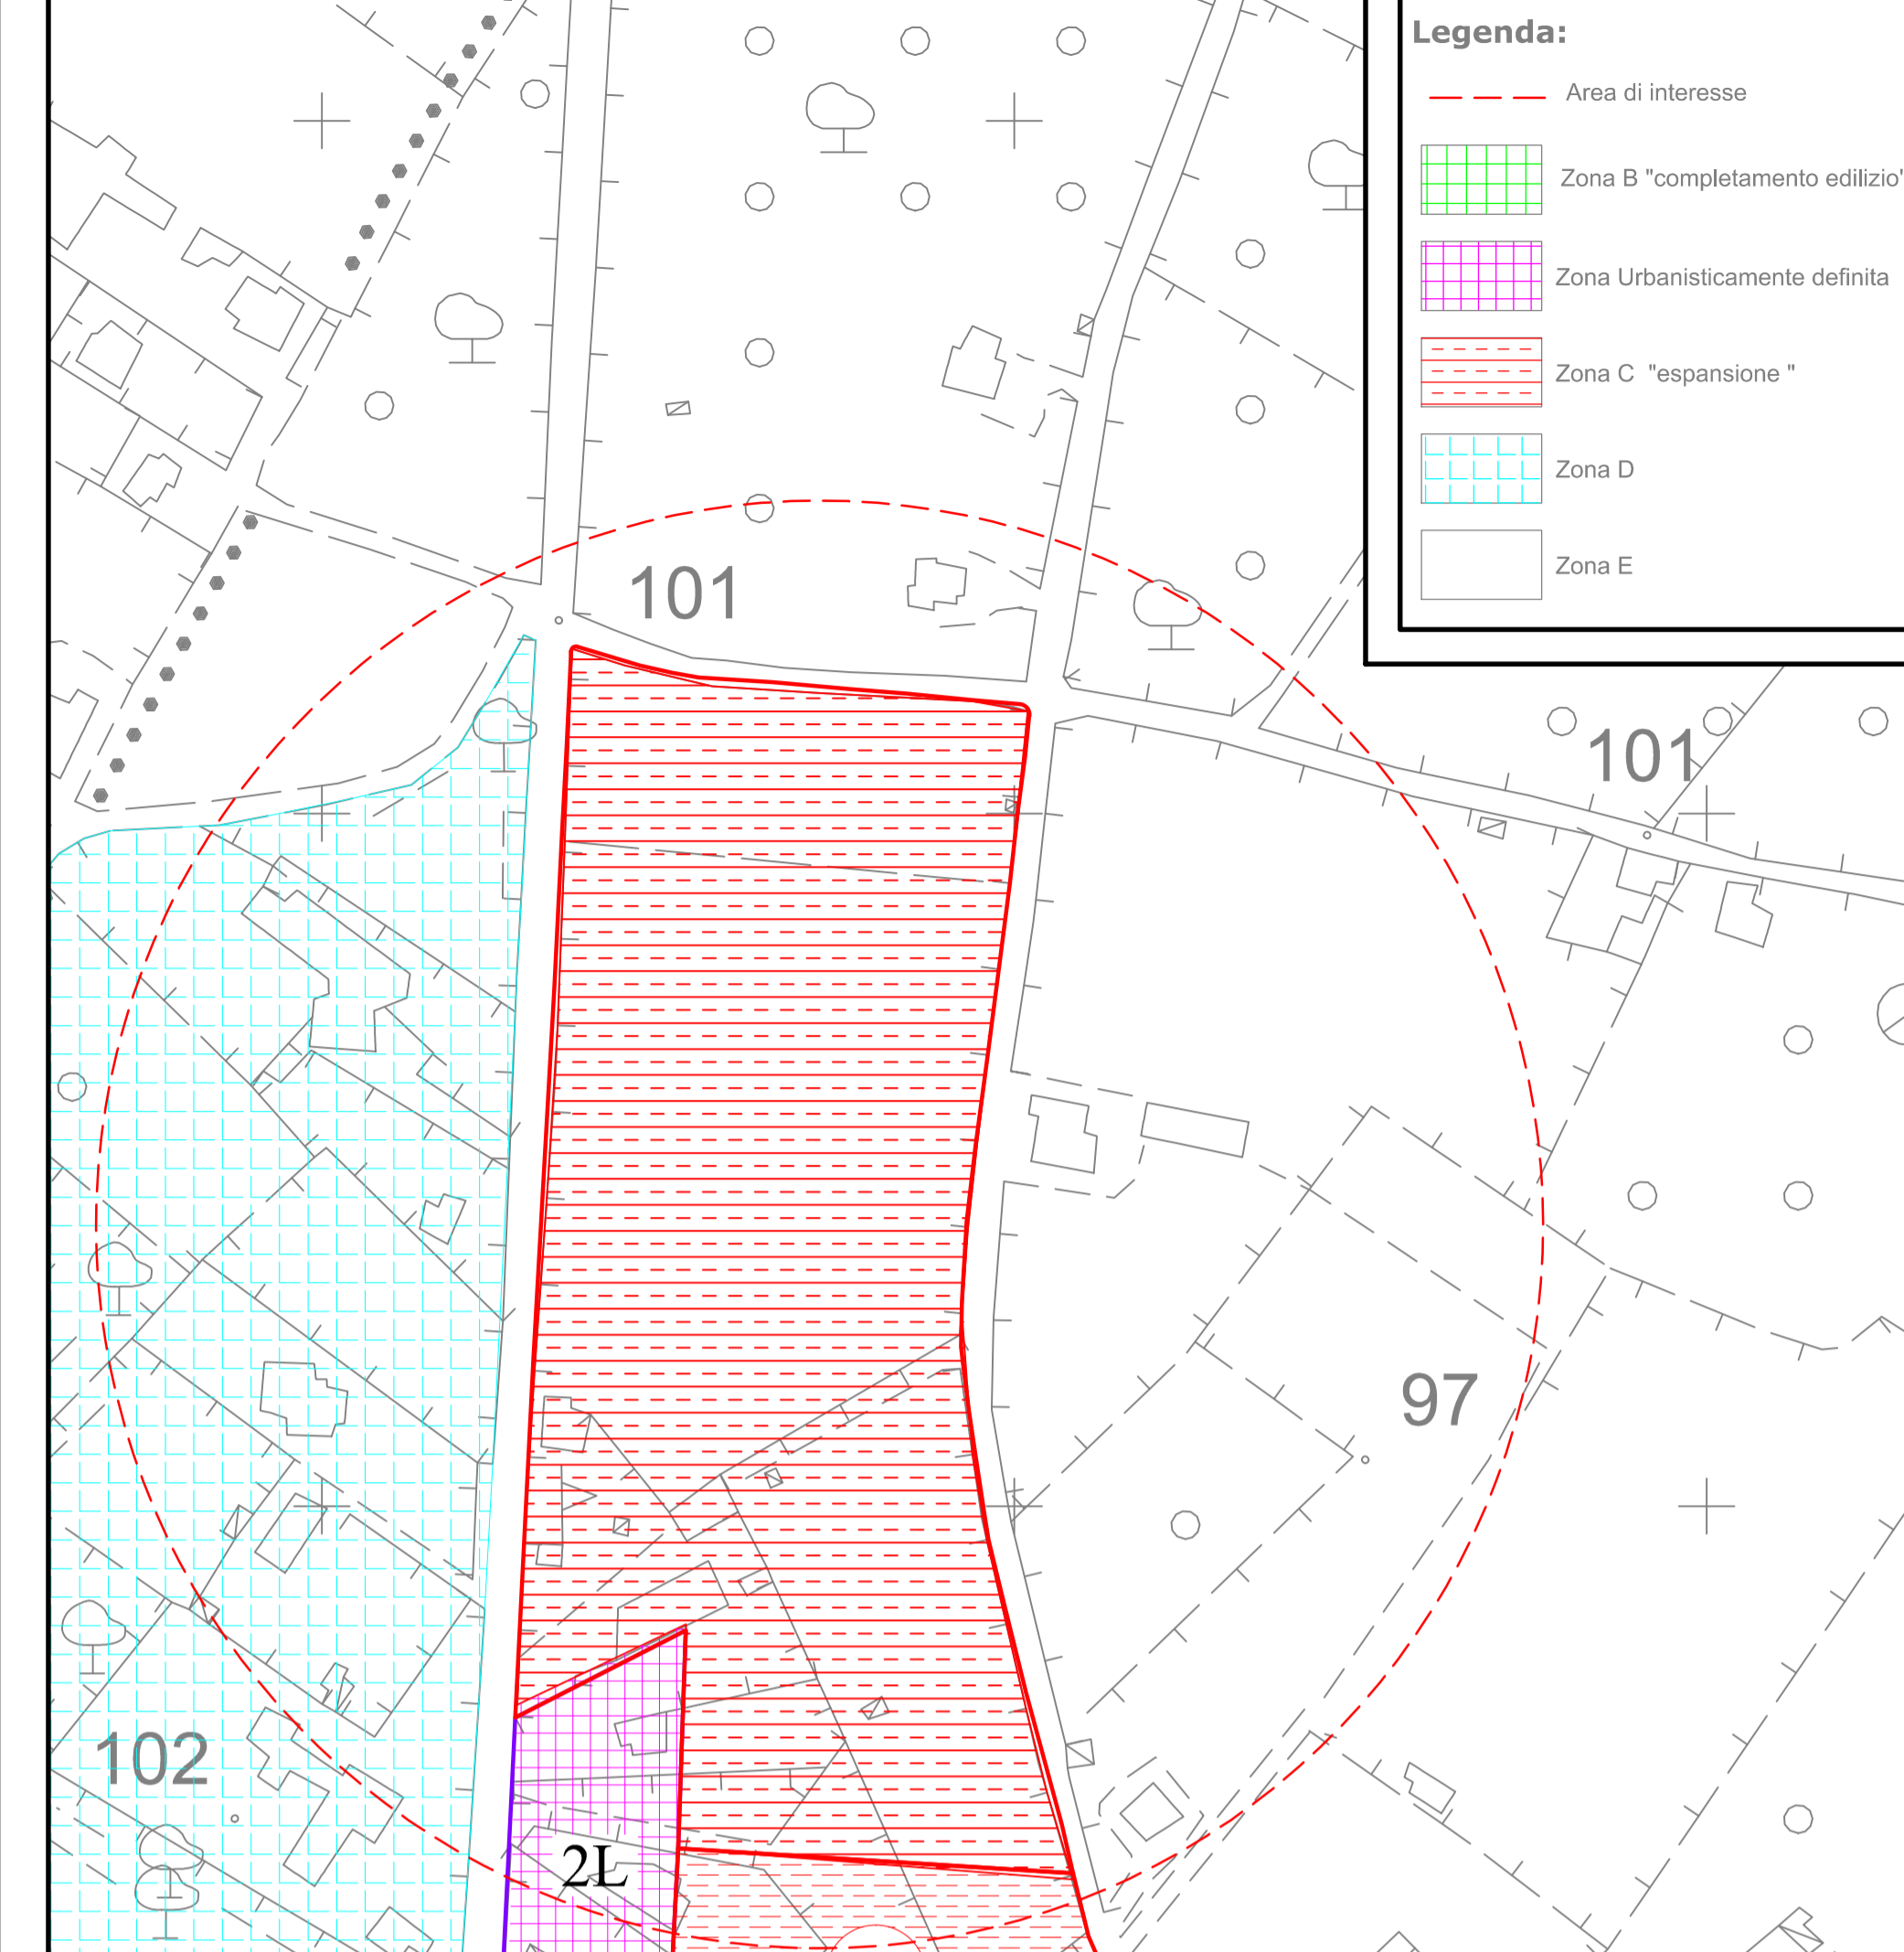 Legenda:
Area di interesse
Zona B "completamento edilizio"
Zona Urbanisticamente definita
Zona C "espansione "
Zona D
Zona E
101
101
97
102
2L